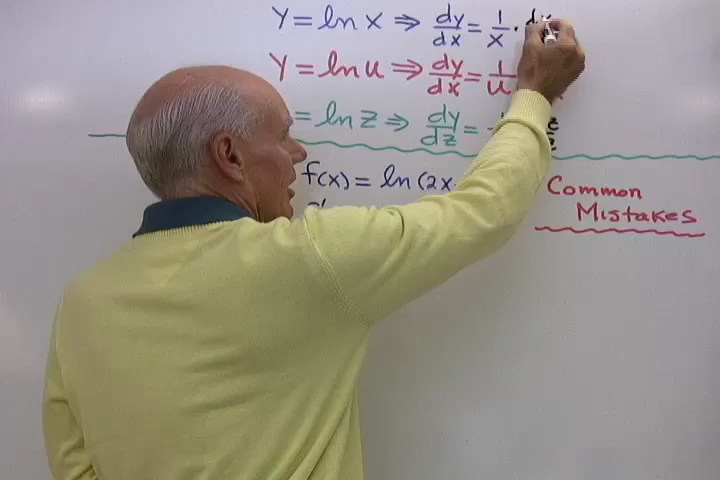 Y = ln x ⇒ dy/dx = 1/x ·
Y = ln u ⇒ dy/dx = 1/u
= ln z ⇒ dy/dz =
f(x) = ln (2x
Common
Mistakes